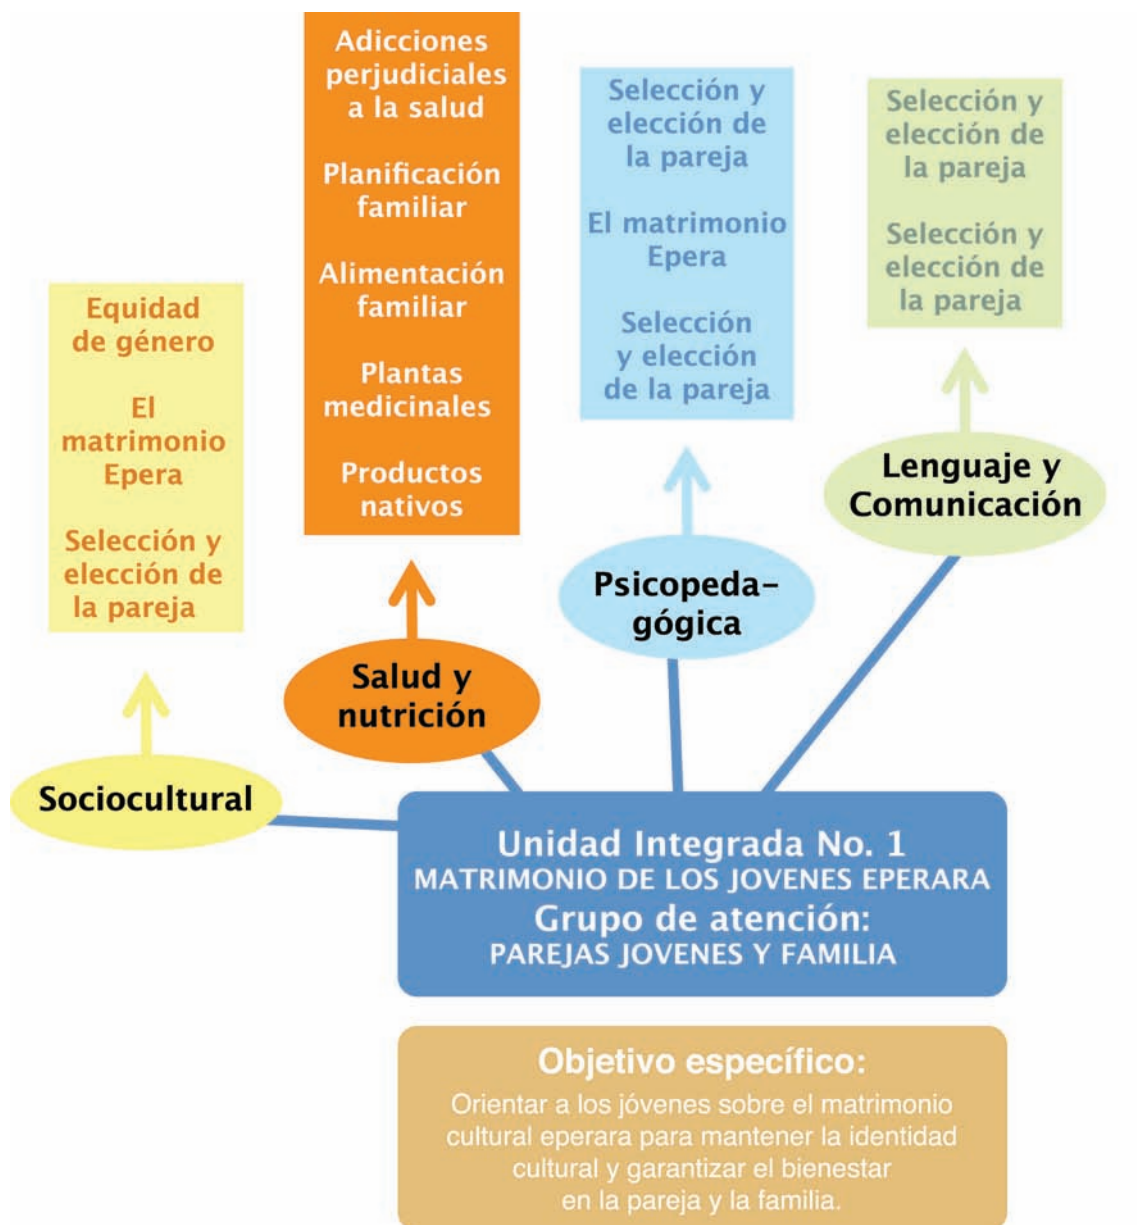 Adicciones
perjudiciales
a la salud
Planificación
familiar
Alimentación
familiar
Plantas
medicinales
Productos
nativos
Selección y
elección de
la pareja
El matrimonio
Epera
Selección
y elección
de la pareja
Selección y
elección de
la pareja
Selección y
elección de
la pareja
Equidad
de género
El
matrimonio
Epera
Selección y
elección de
la pareja
Lenguaje y
Comunicación
Psicopeda-
gógica
Salud y
nutrición
Sociocultural
Unidad Integrada No. 1
MATRIMONIO DE LOS JOVENES EPERARA
Grupo de atención:
PAREJAS JOVENES Y FAMILIA
Objetivo específico:
Orientar a los jóvenes sobre el matrimonio
cultural eperara para mantener la identidad
cultural y garantizar el bienestar
en la pareja y la familia.